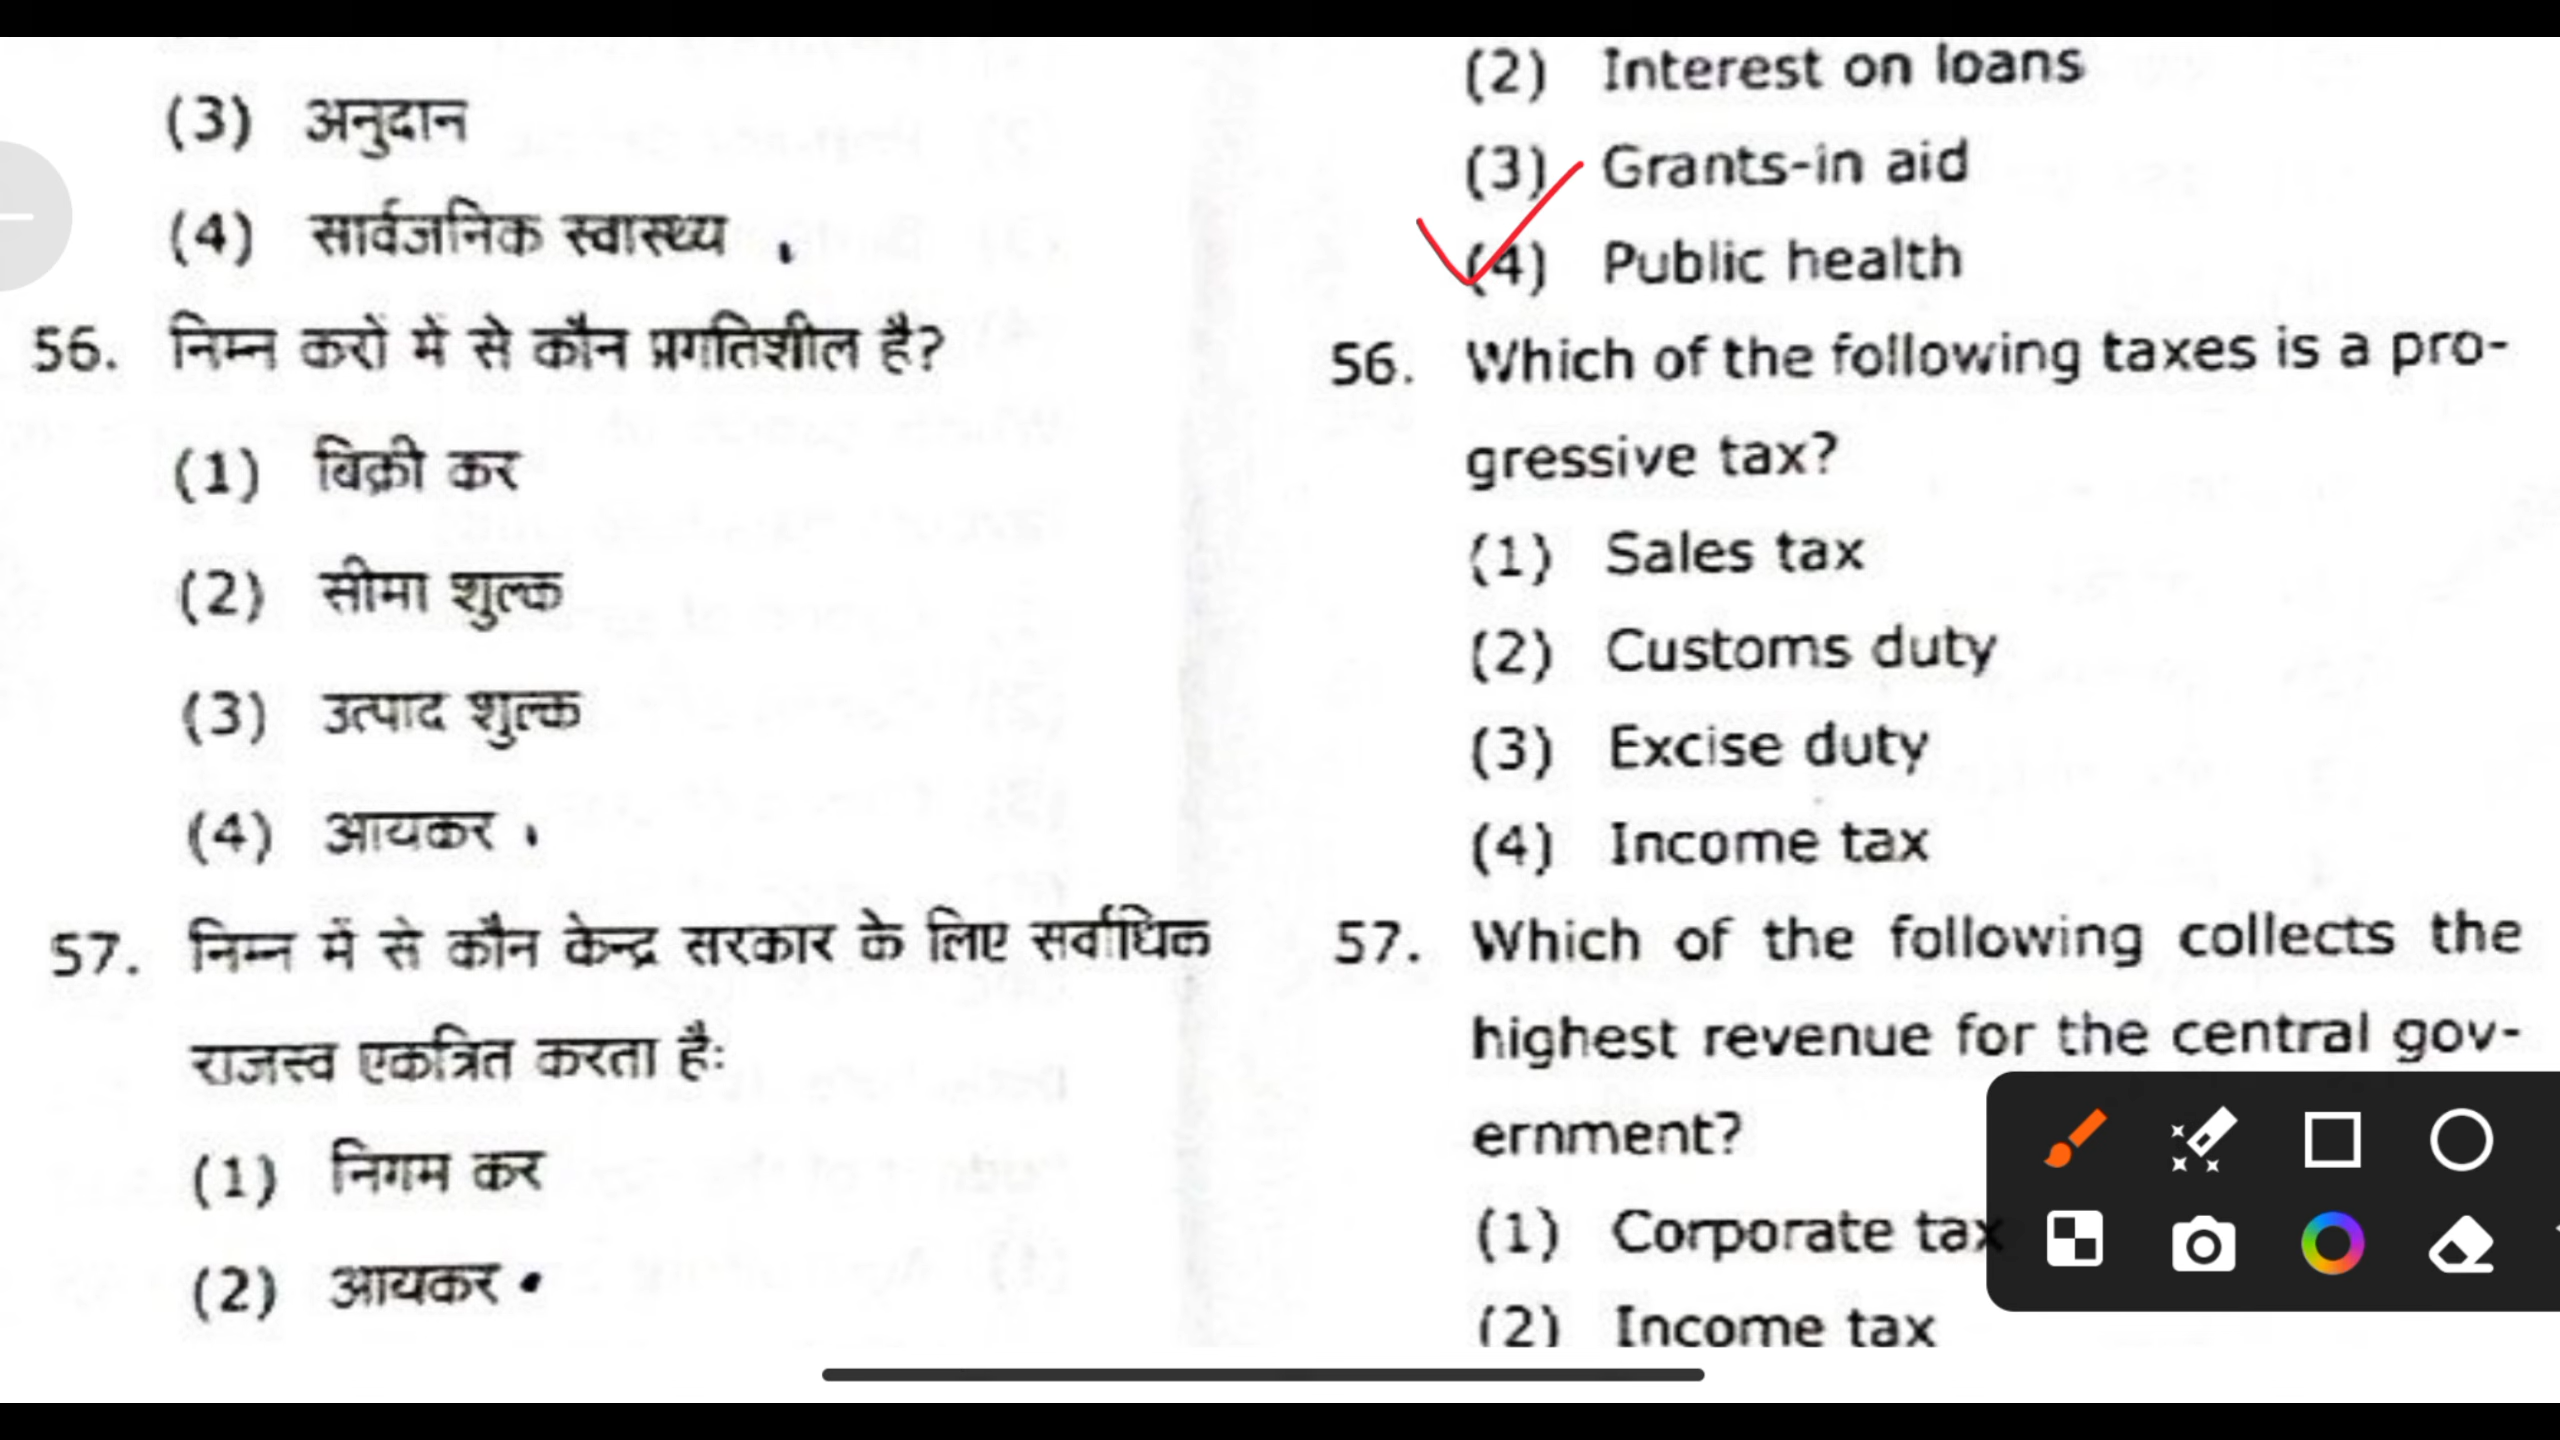 (3) अनुदान
(4) सार्वजनिक स्वास्थ्य
56. निम्न करों में से कौन प्रगतिशील है?
(1) बिक्री कर
(2) सीमा शुल्क
(3) उत्पाद शुल्क
(4) आयकर
57. निम्न में से कौन केन्द्र सरकार के लिए सर्वाधिक
राजस्व एकत्रित करता है:
(1) निगम कर
(2) आयकर
(2) Interest on loans
(3) Grants-in aid
(4) Public health
56. Which of the following taxes is a pro-
gressive tax?
(1) Sales tax
(2) Customs duty
(3) Excise duty
(4) Income tax
57. Which of the following collects the
highest revenue for the central gov-
ernment?
(1) Corporate tax
(2) Income tax